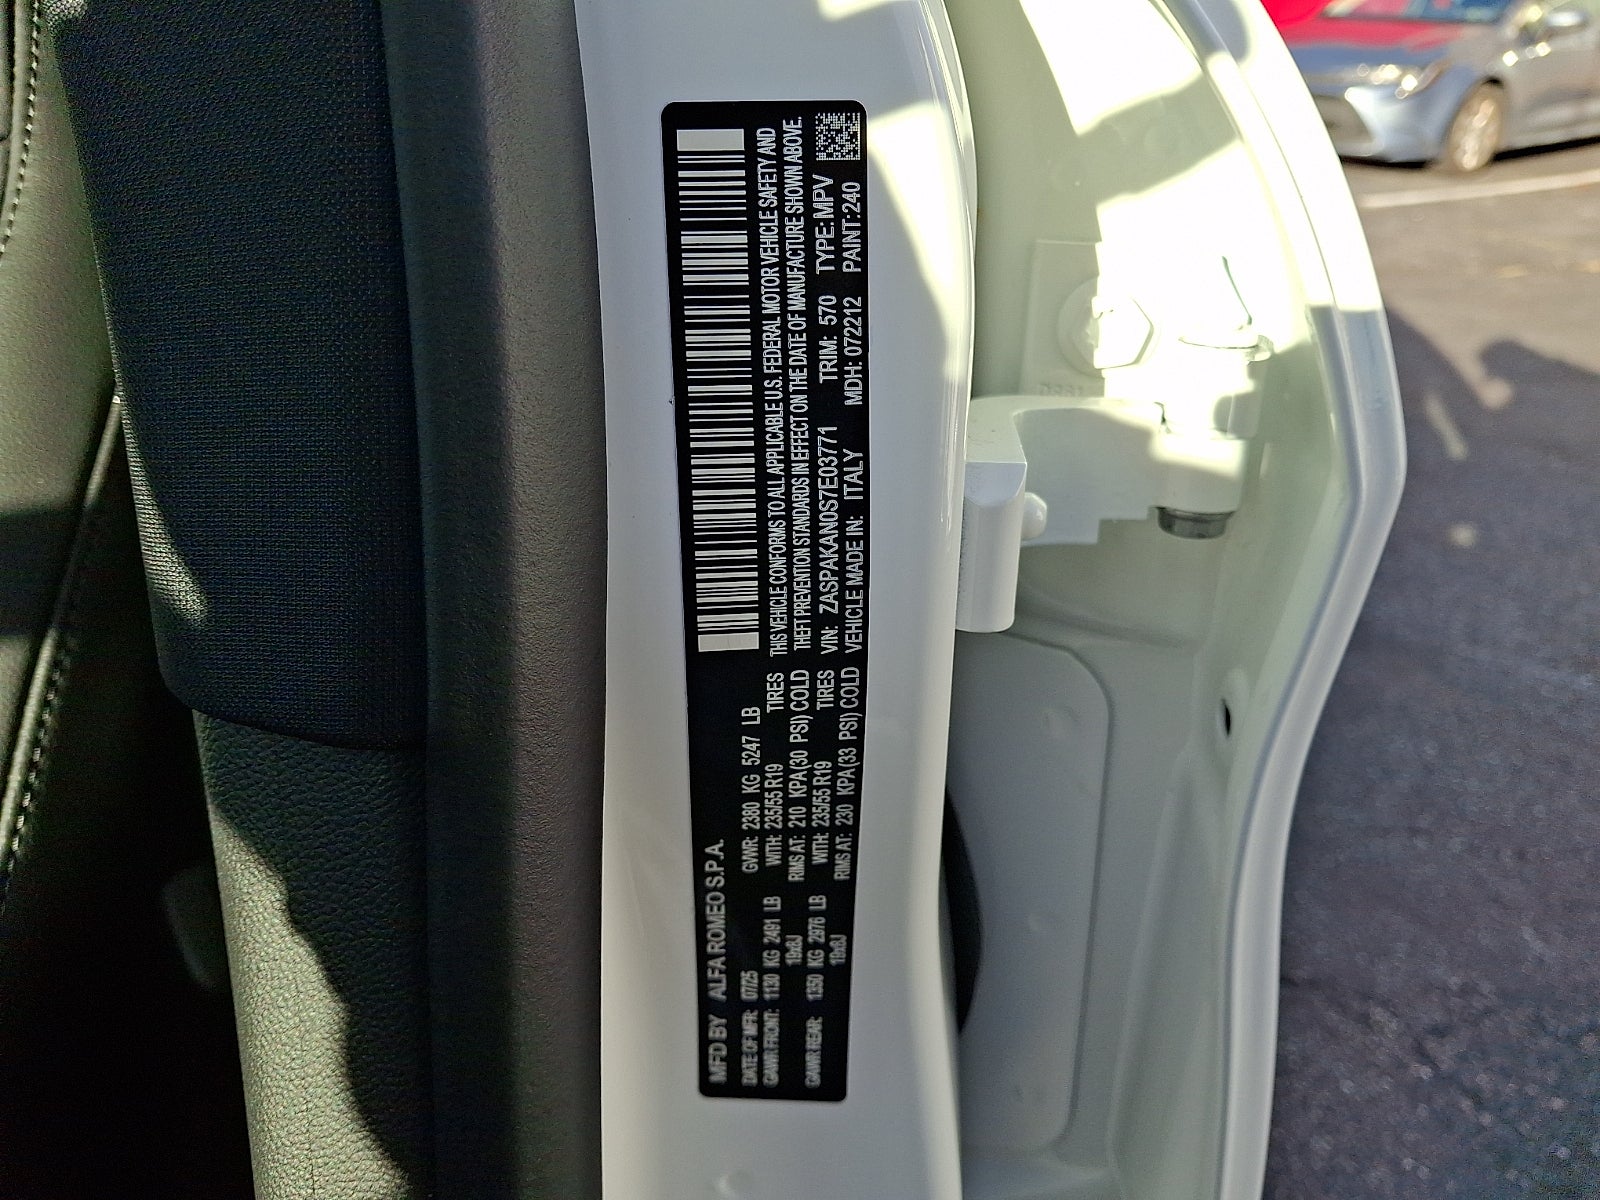 MFD BY ALFA ROMEO S.P.A.
DATE OF MFR: 07/25 GVWR: 2380 KG 5247 LB
GAWR FRONT: 1130 KG 2491 LB WITH: 235/55 R19 TIRES
19x8J RIMS AT: 210 KPA(30 PSI) COLD
GAWR REAR: 1350 KG 2976 LB WITH: 235/55 R19 TIRES
19x8J RIMS AT: 230 KPA(33 PSI) COLD
THIS VEHICLE CONFORMS TO ALL APPLICABLE U.S. FEDERAL MOTOR VEHICLE SAFETY AND
THEFT PREVENTION STANDARDS IN EFFECT ON THE DATE OF MANUFACTURE SHOWN ABOVE.
VIN: ZASPAKAN0S7E03771 TRIM: 570 TYPE:MPV
VEHICLE MADE IN: ITALY MDH: 072212 PAINT:240